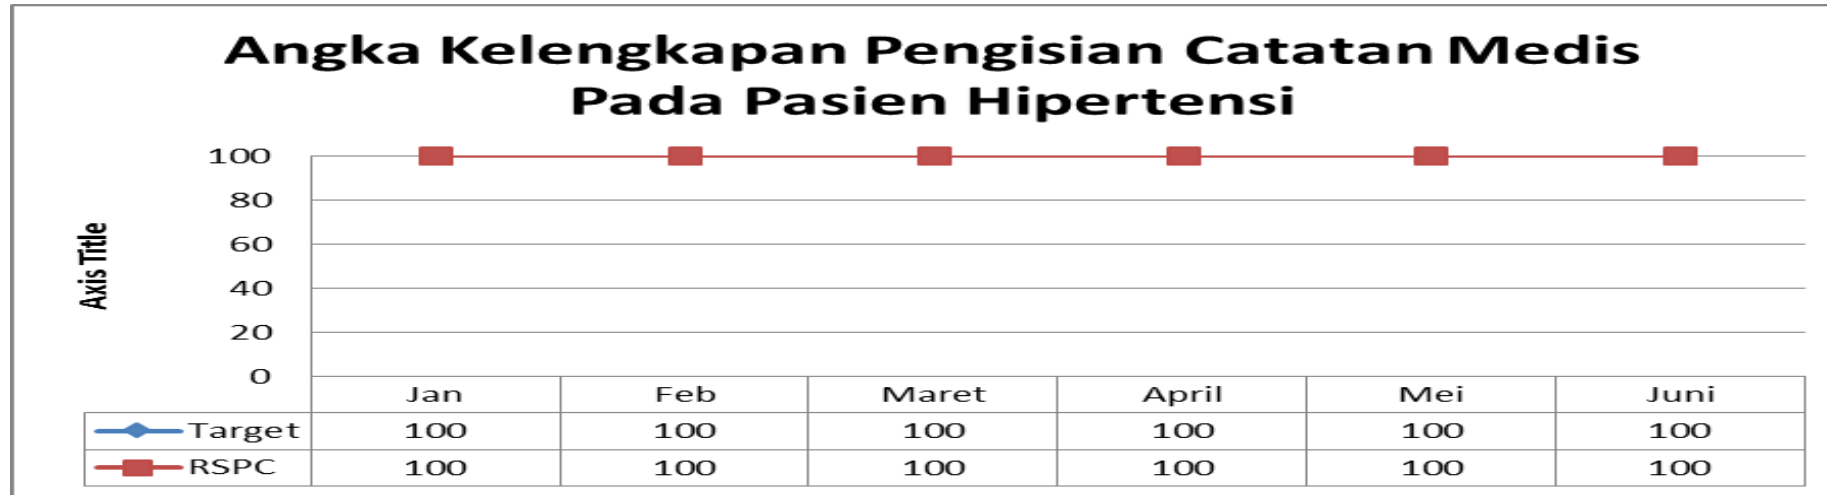 Angka Kelengkapan Pengisian Catatan Medis
Pada Pasien Hipertensi
100
80
60
40
20
0
Axis Title
Jan Feb Maret April Mei Juni
Target 100 100 100 100 100 100
RSPC 100 100 100 100 100 100